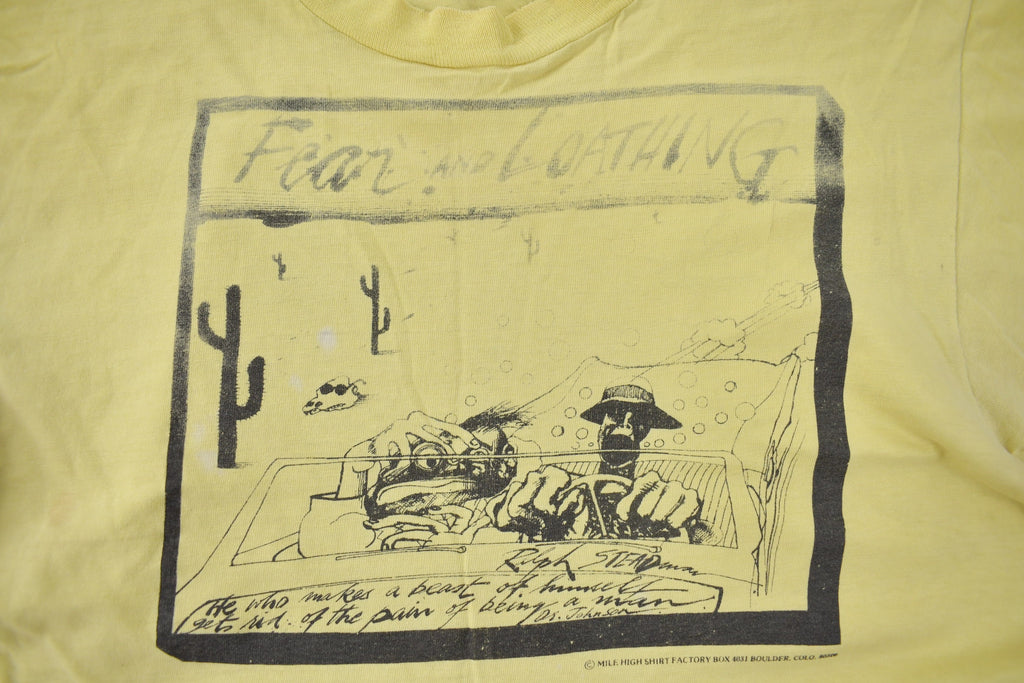 Fear AND LOATHING
Ralph STEADman
He who makes a beast of himself
gets rid of the pain of being a man
Dr. Johnson
© MILE HIGH SHIRT FACTORY BOX 4031 BOULDER, COLO.